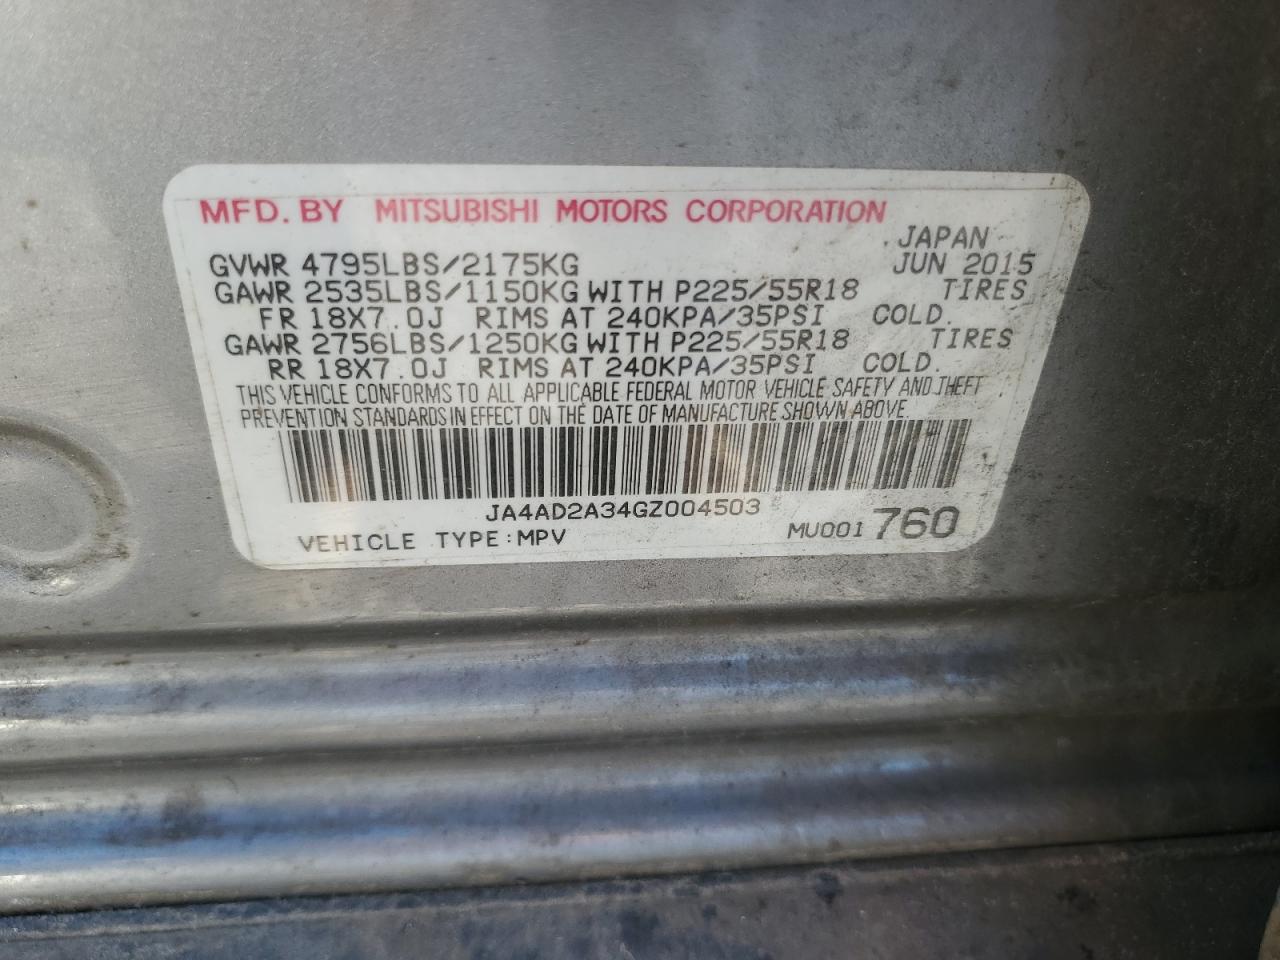 MFD. BY MITSUBISHI MOTORS CORPORATION
JAPAN
GVWR 4795LBS/2175KG JUN 2015
GAWR 2535LBS/1150KG WITH P225/55R18 TIRES
FR 18X7.0J RIMS AT 240KPA/35PSI COLD.
GAWR 2756LBS/1250KG WITH P225/55R18 TIRES
RR 18X7.0J RIMS AT 240KPA/35PSI COLD.
THIS VEHICLE CONFORMS TO ALL APPLICABLE FEDERAL MOTOR VEHICLE SAFETY AND THEFT
PREVENTION STANDARDS IN EFFECT ON THE DATE OF MANUFACTURE SHOWN ABOVE.
JA4AD2A34GZ004503
VEHICLE TYPE:MPV MU001 760